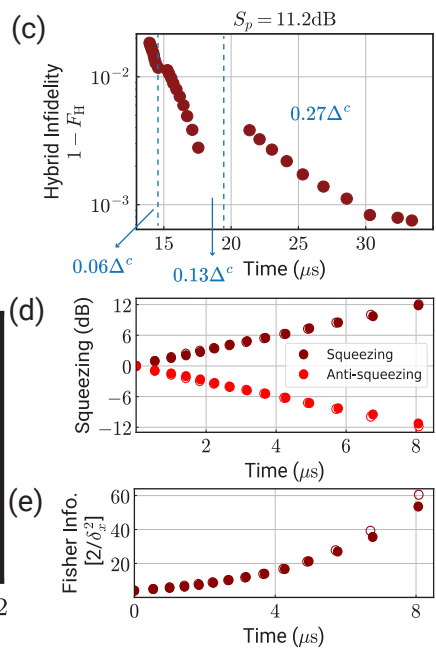 (c)
S_p = 11.2dB
Hybrid Infidelity
1 − F_H
10^−2
10^−3
0.27Δ^c
15
20
25
30
0.06Δ^c
0.13Δ^c
Time (μs)
(d)
Squeezing (dB)
12
6
0
−6
−12
Squeezing
Anti-squeezing
2
4
6
8
Time (μs)
(e)
Fisher Info.
[2/δ_x^2]
60
40
20
0
2
4
6
8
Time (μs)
2